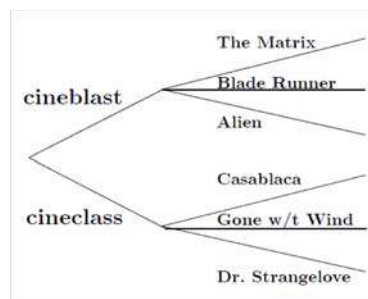 The Matrix
cineblast
Blade Runner
Alien
Casablaca
cineclass
Gone w/t Wind
Dr. Strangelove